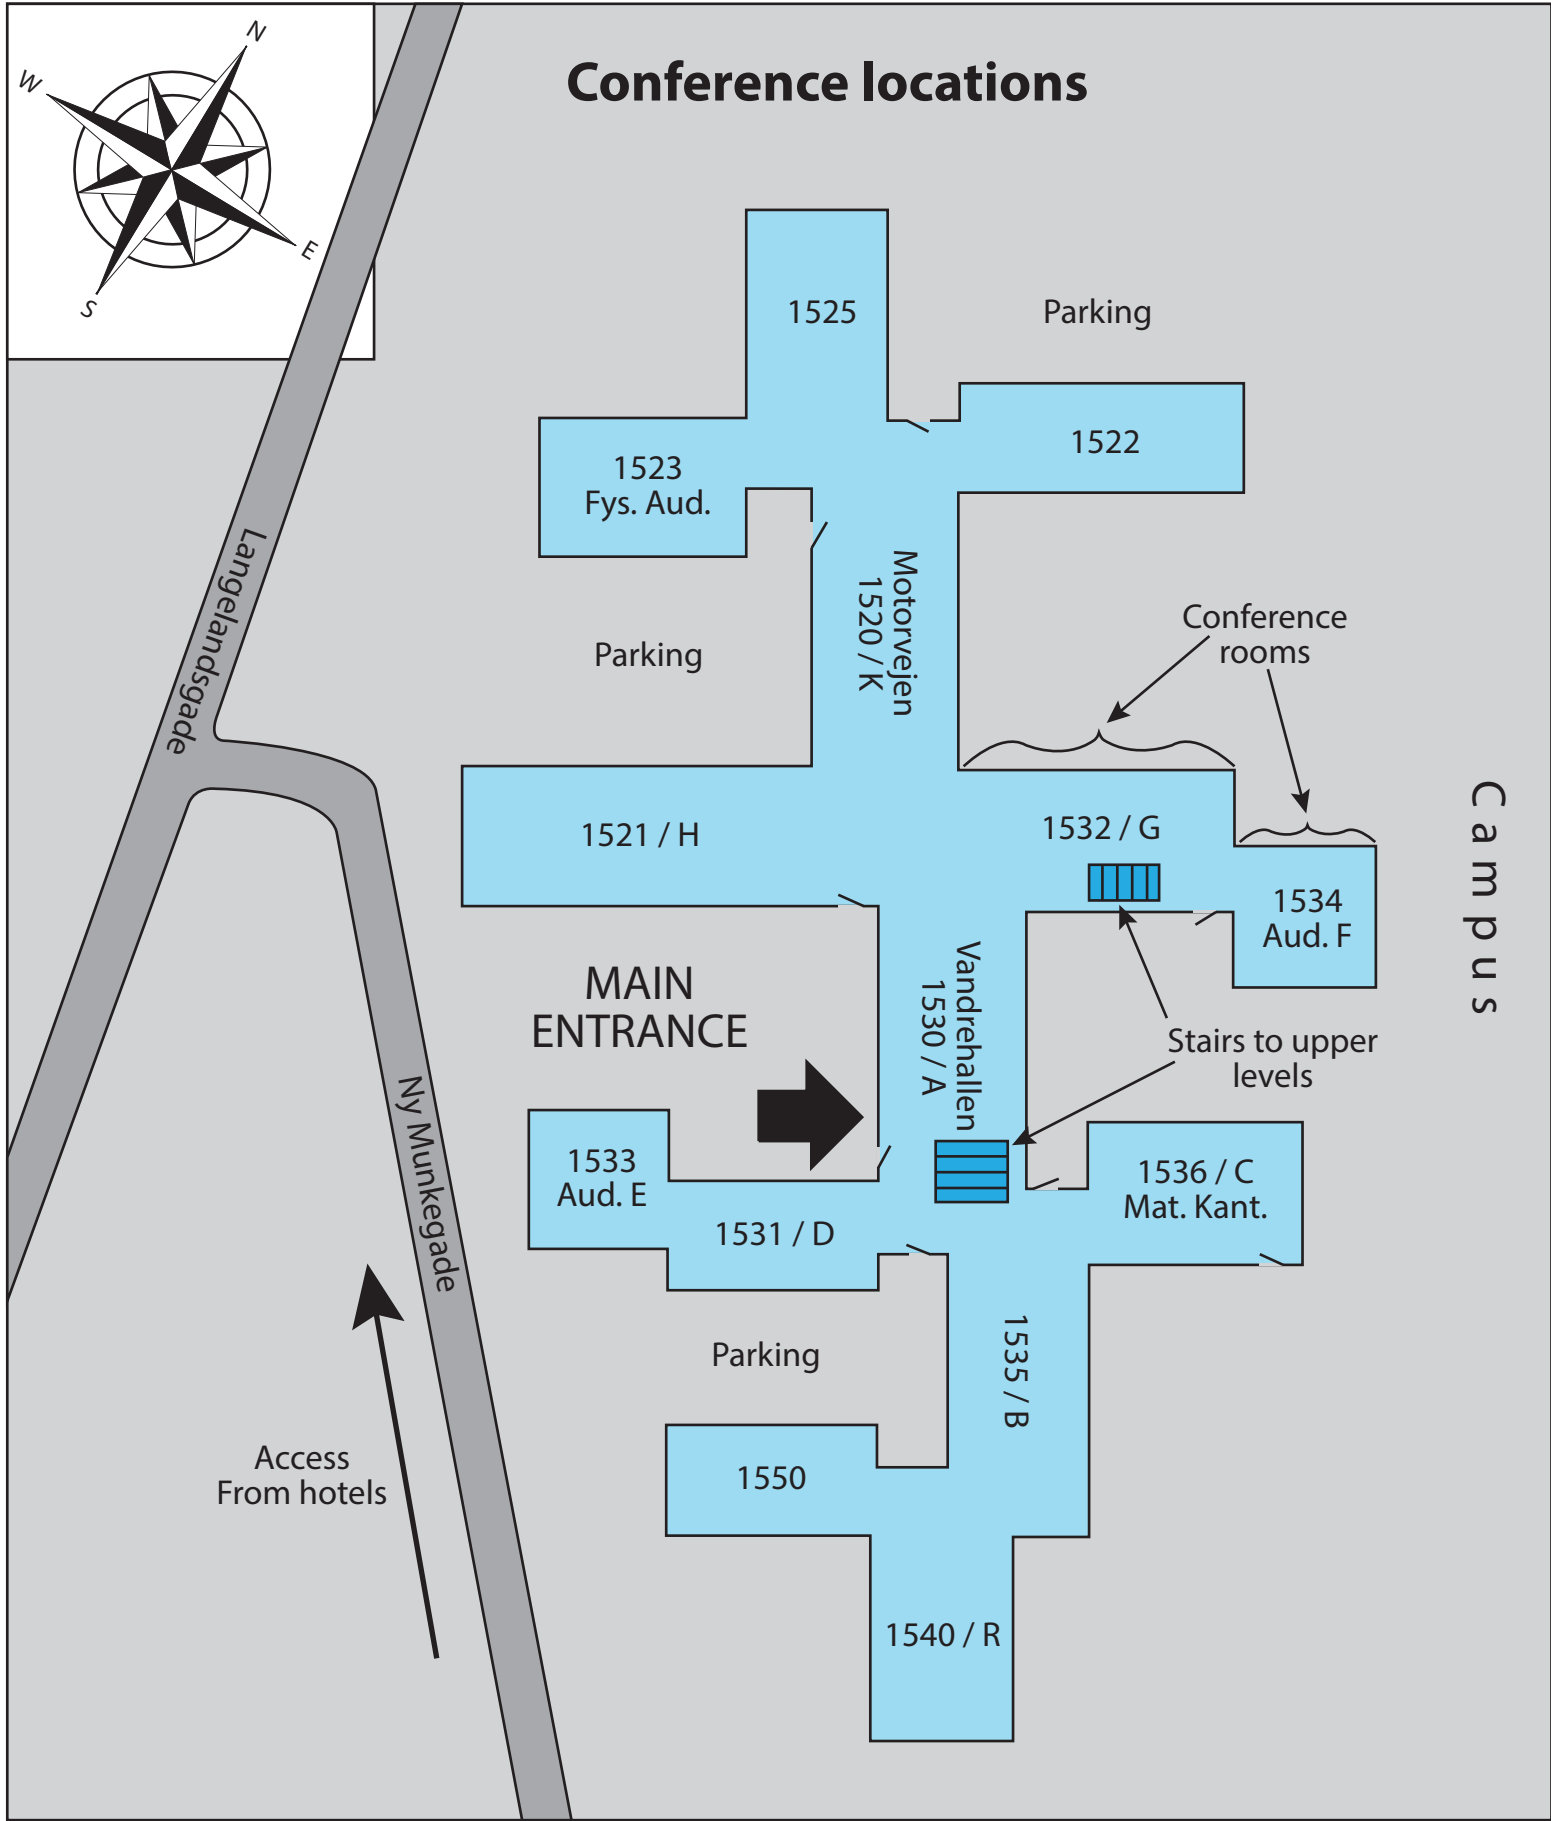 N
W
E
S
Conference locations
1525
Parking
1522
1523
Fys. Aud.
Motorvejen
1520 / K
Langelandsgade
Parking
Conference
rooms
1521 / H
1532 / G
1534
Aud. F
Campus
MAIN
ENTRANCE
Vandrehallen
1530 / A
Stairs to upper
levels
Ny Munkegade
1533
Aud. E
1531 / D
1536 / C
Mat. Kant.
Parking
1535 / B
Access
From hotels
1550
1540 / R